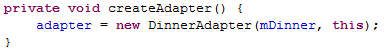 private void createAdapter() {
    adapter = new DinnerAdapter(mDinner, this);
}